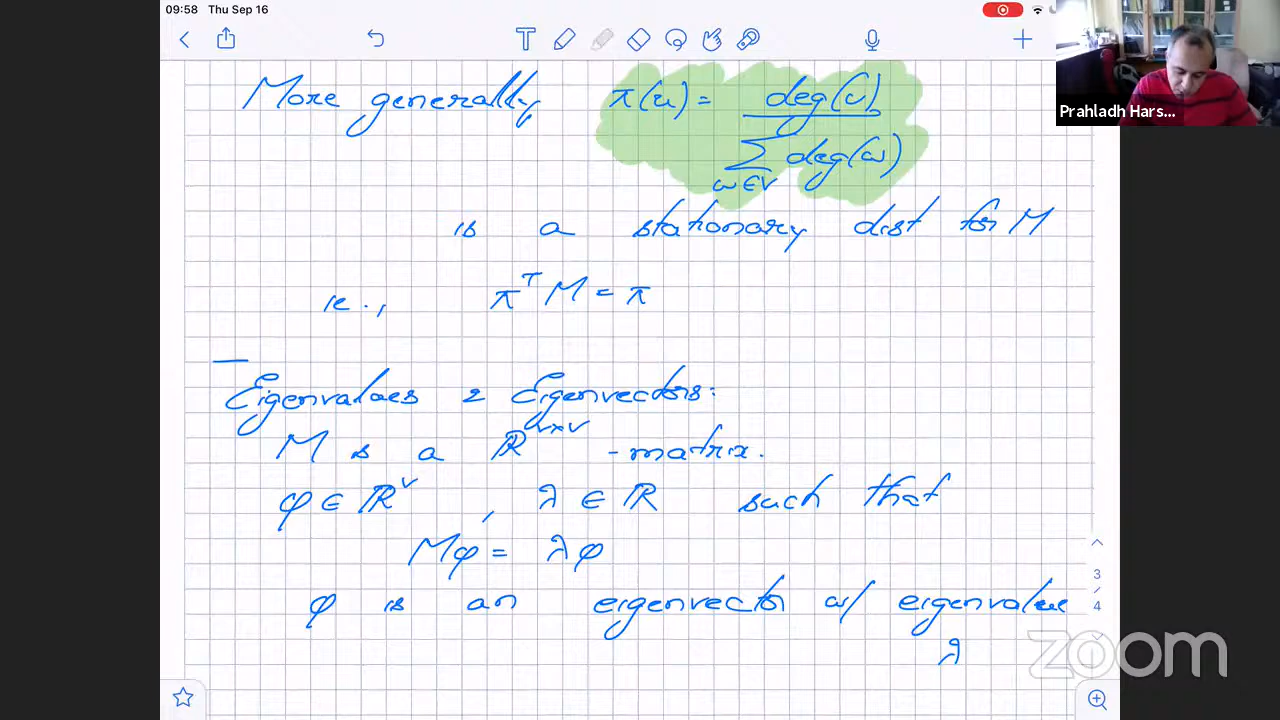 09:58 Thu Sep 16
Prahladh Hars...
More generally, π(u) = deg(u)
Σ deg(w)
w∈V
is a stationary dist for M
ie., π^T M = π
Eigenvalues & Eigenvectors:
M is a ℝ^{V×V} - matrix.
φ ∈ ℝ^V, λ ∈ ℝ such that
Mφ = λφ
φ is an eigenvector w/ eigenvalue
λ
3
4
zoom